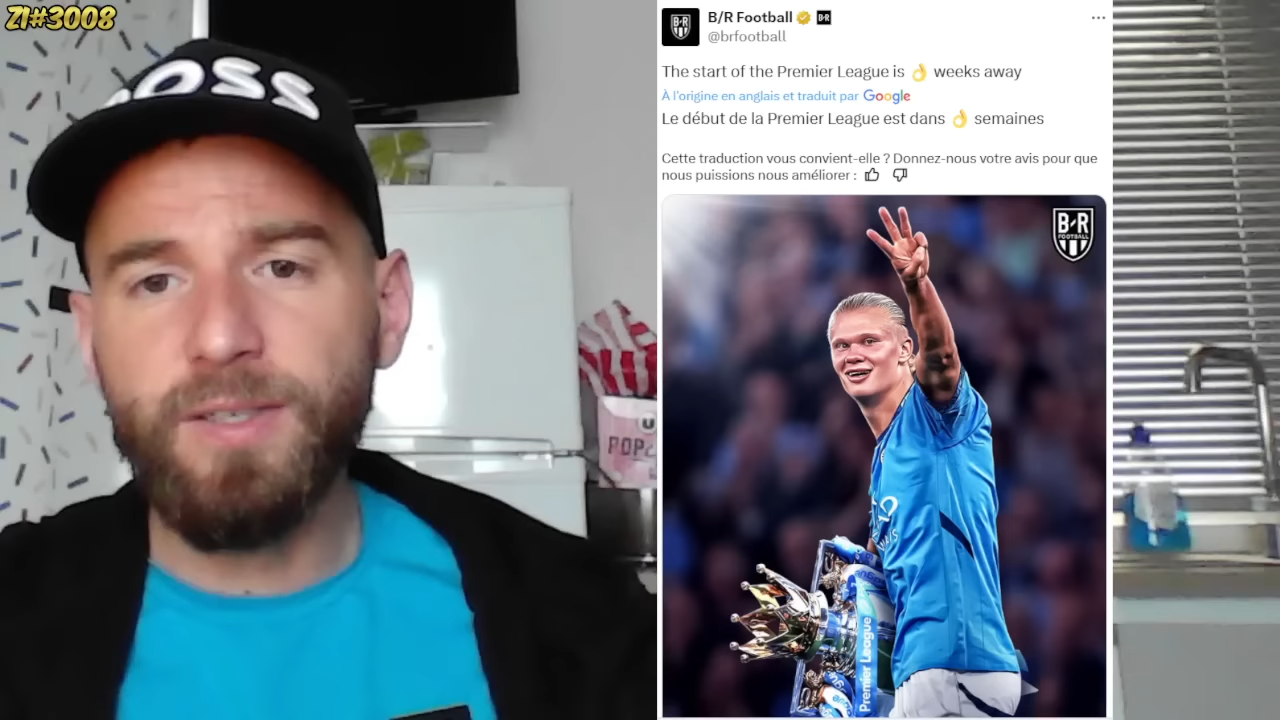 ZI#3008
BOSS
B/R Football
B-R
@brfootball
The start of the Premier League is 👌 weeks away
À l'origine en anglais et traduit par Google
Le début de la Premier League est dans 👌 semaines
Cette traduction vous convient-elle ? Donnez-nous votre avis pour que
nous puissions nous améliorer :
B-R
FOOTBALL
Premier League
U
POPC